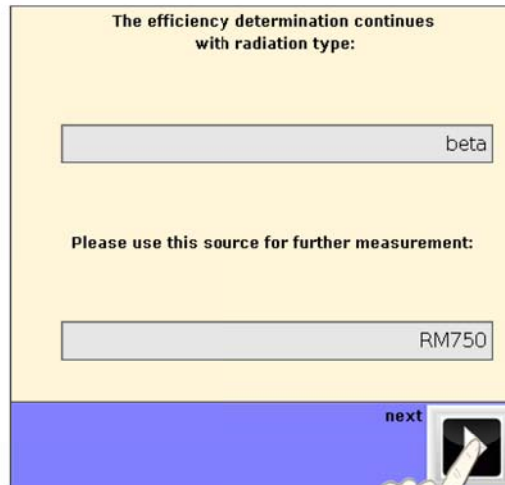 The efficiency determination continues
with radiation type:
beta
Please use this source for further measurement:
RM750
next